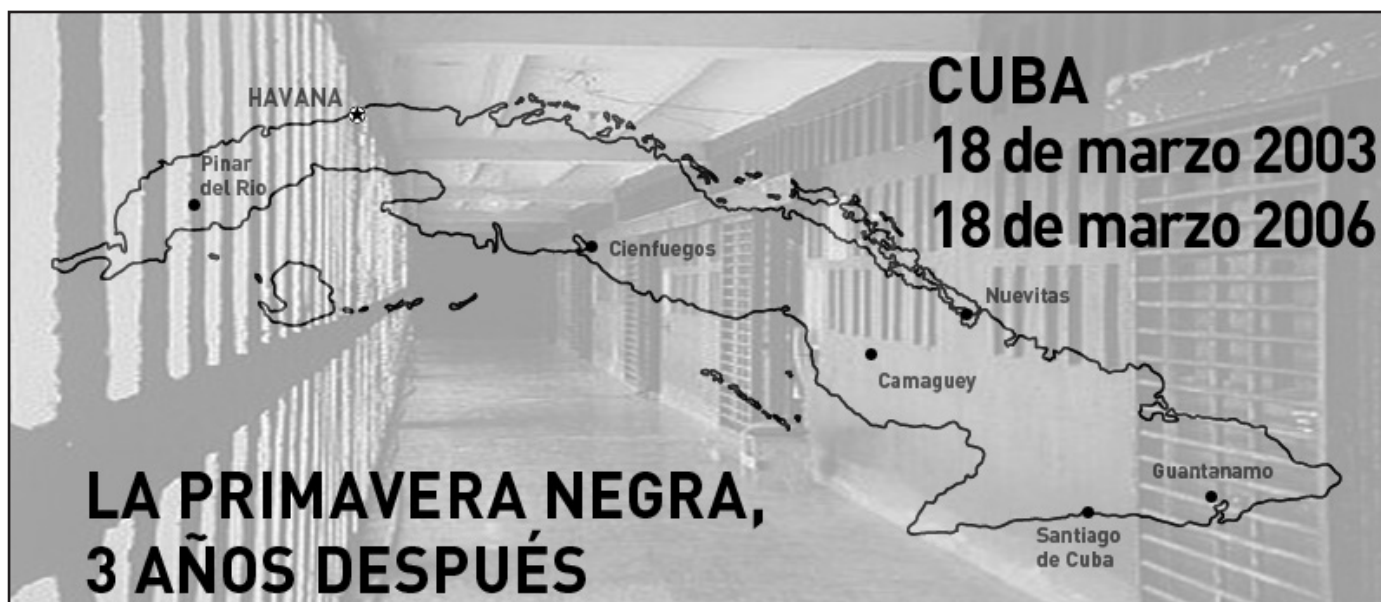 CUBA
18 de marzo 2003
18 de marzo 2006
HAVANA
Pinar
del Rio
Cienfuegos
Nuevitas
Camaguey
Guantanamo
Santiago
de Cuba
LA PRIMAVERA NEGRA,
3 AÑOS DESPUÉS